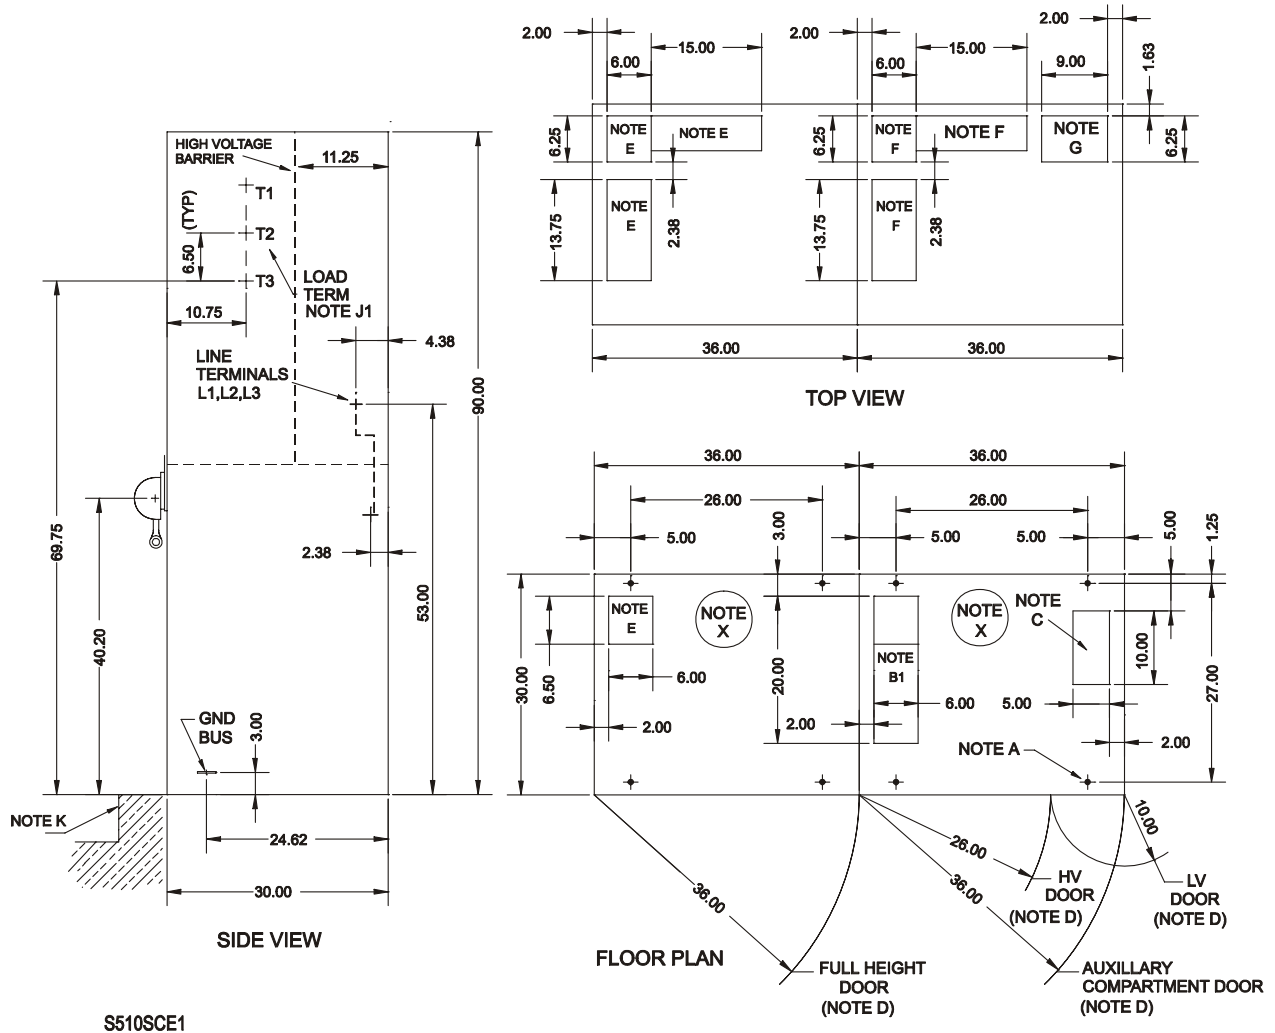 HIGH VOLTAGE
BARRIER
11.25
T1
T2
T3
6.50 (TYP)
LOAD
TERM
NOTE J1
10.75
4.38
LINE
TERMINALS
L1,L2,L3
90.00
69.75
40.20
2.38
53.00
GND
BUS
3.00
NOTE K
24.62
30.00
SIDE VIEW
S510SCE1
2.00
15.00
6.00
2.00
15.00
6.00
9.00
2.00
1.63
6.25
NOTE
E
NOTE E
6.25
NOTE
F
NOTE F
NOTE
G
6.25
13.75
NOTE
E
2.38
13.75
NOTE
F
2.38
36.00
36.00
TOP VIEW
36.00
36.00
26.00
26.00
5.00
3.00
5.00
5.00
5.00
1.25
NOTE
E
NOTE
X
NOTE
X
NOTE
C
30.00
6.50
6.00
2.00
20.00
NOTE
B1
6.00
2.00
5.00
10.00
27.00
2.00
NOTE A
36.00
26.00
36.00
10.00
HV
DOOR
(NOTE D)
LV
DOOR
(NOTE D)
FULL HEIGHT
DOOR
(NOTE D)
AUXILLARY
COMPARTMENT DOOR
(NOTE D)
FLOOR PLAN